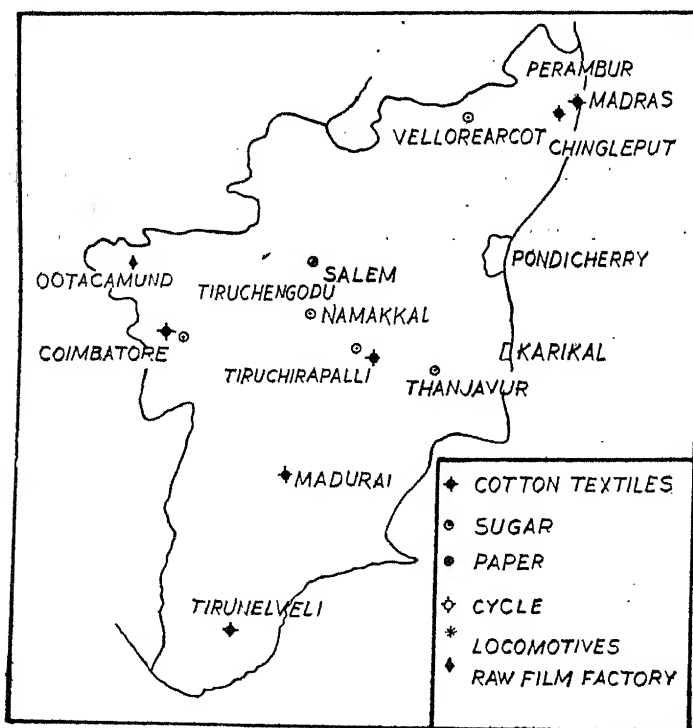 PERAMBUR
MADRAS
VELLOREARCOT
CHINGLEPUT
OOTACAMUND
SALEM
TIRUCHENGODU
PONDICHERRY
NAMAKKAL
COIMBATORE
TIRUCHIRAPALLI
KARIKAL
THANJAVUR
MADURAI
TIRUNELVELI
COTTON TEXTILES
SUGAR
PAPER
CYCLE
LOCOMOTIVES
RAW FILM FACTORY